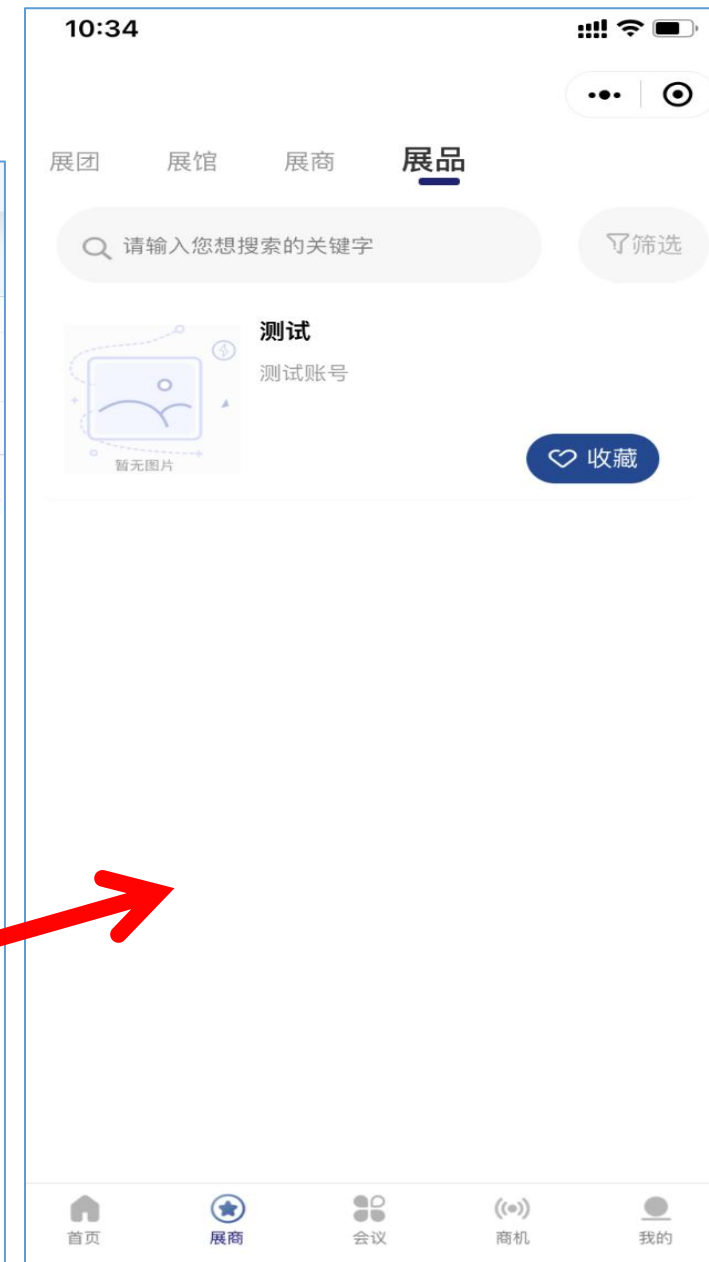 10:34
展团 展馆 展商 展品
请输入您想搜索的关键字 筛选
测试
测试账号
暂无图片
收藏
首页 展商 会议 商机 我的